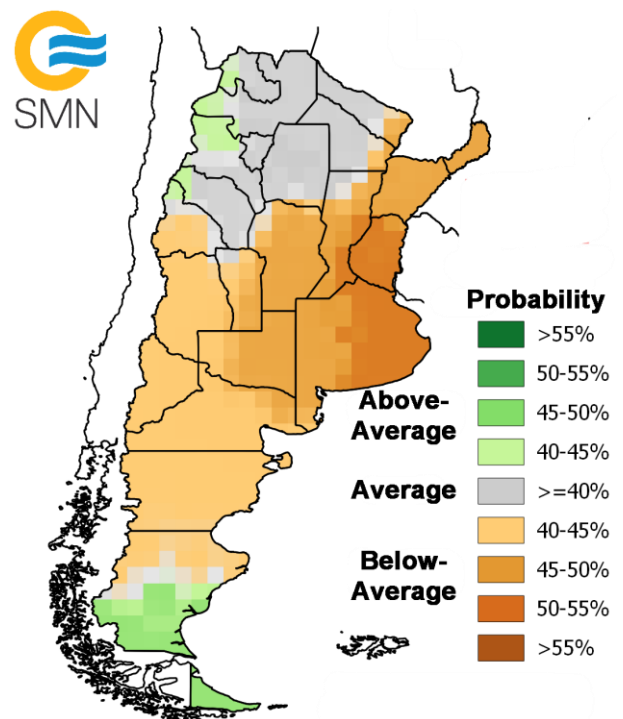 SMN
Probability
>55%
50-55%
45-50%
40-45%
>=40%
40-45%
45-50%
50-55%
>55%
Above-
Average
Average
Below-
Average